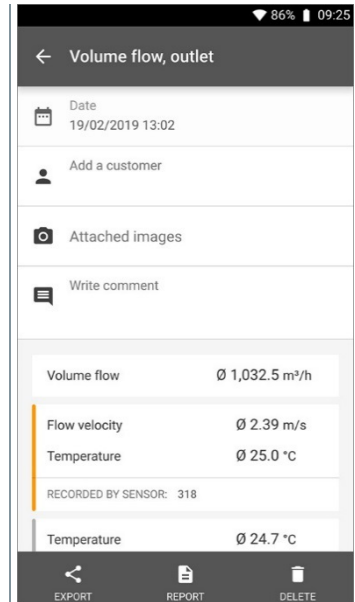 86% 09:25
Volume flow, outlet
Date
19/02/2019 13:02
Add a customer
Attached images
Write comment
Volume flow Ø 1,032.5 m³/h
Flow velocity Ø 2.39 m/s
Temperature Ø 25.0 °C
RECORDED BY SENSOR: 318
Temperature Ø 24.7 °C
EXPORT REPORT DELETE